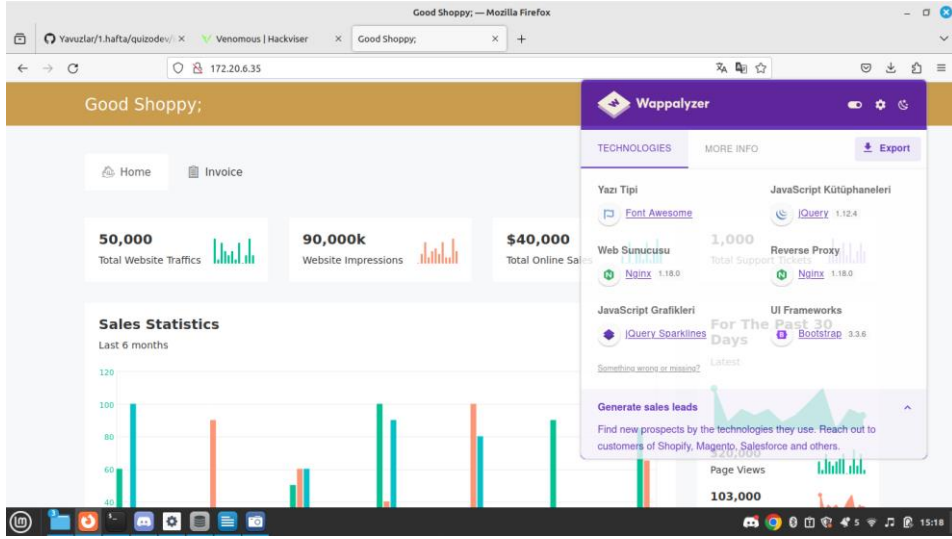 Good Shoppy; — Mozilla Firefox
Yavuzlar/1.hafta/quizodev/
Venomous | Hackviser
Good Shoppy;
172.20.6.35
Good Shoppy;
Home
Invoice
50,000
Total Website Traffics
90,000k
Website Impressions
$40,000
Total Online Sales
1,000
Total Support Tickets
Sales Statistics
Last 6 months
120
100
80
60
40
For The Past 30
Days
Latest
320,000
Page Views
103,000
Wappalyzer
TECHNOLOGIES
MORE INFO
Export
Yazı Tipi
Font Awesome
JavaScript Kütüphaneleri
jQuery 1.12.4
Web Sunucusu
Nginx 1.18.0
Reverse Proxy
Nginx 1.18.0
JavaScript Grafikleri
jQuery Sparklines
UI Frameworks
Bootstrap 3.3.6
Something wrong or missing?
Generate sales leads
Find new prospects by the technologies they use. Reach out to
customers of Shopify, Magento, Salesforce and others.
3
5
15:18